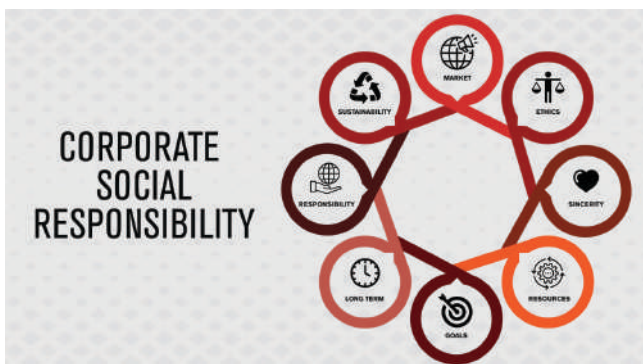 CORPORATE
SOCIAL
RESPONSIBILITY
MARKET
ETHICS
SINCERITY
RESOURCES
GOALS
LONG TERM
RESPONSIBILITY
SUSTAINABILITY